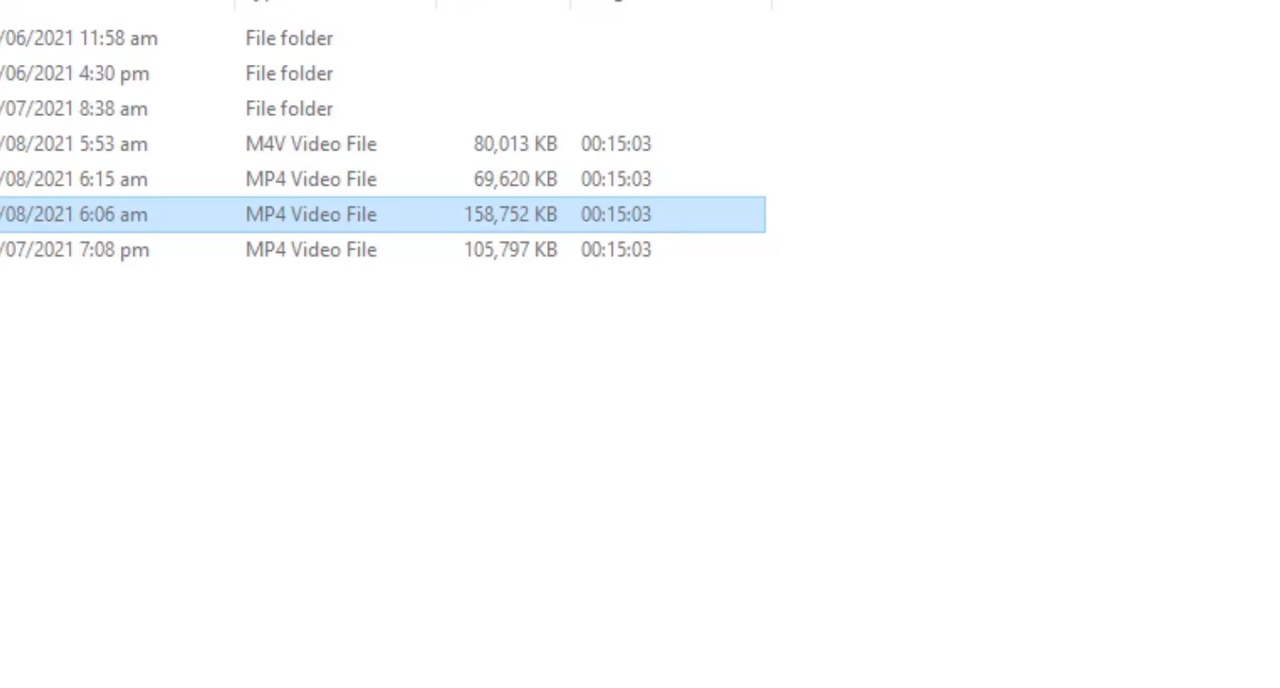 /06/2021 11:58 am File folder
/06/2021 4:30 pm File folder
/07/2021 8:38 am File folder
/08/2021 5:53 am M4V Video File 80,013 KB 00:15:03
/08/2021 6:15 am MP4 Video File 69,620 KB 00:15:03
/08/2021 6:06 am MP4 Video File 158,752 KB 00:15:03
/07/2021 7:08 pm MP4 Video File 105,797 KB 00:15:03